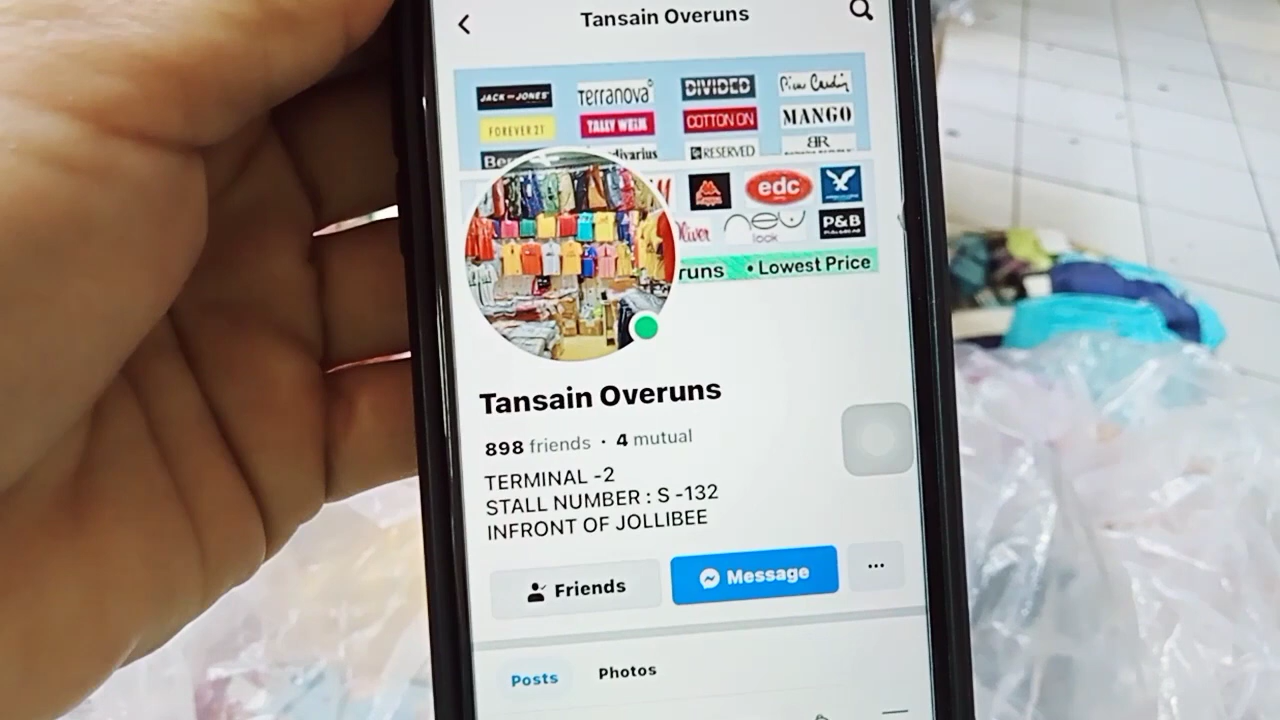 Tansain Overuns
JACK JONES terranova DIVIDED Pierre Cardin
FOREVER 21 TALLY WEIJL COTTON ON MANGO
RESERVED BR
Kappa edc
new look P&B
runs • Lowest Price
Tansain Overuns
898 friends · 4 mutual
TERMINAL -2
STALL NUMBER : S -132
INFRONT OF JOLLIBEE
Friends Message ...
Posts Photos